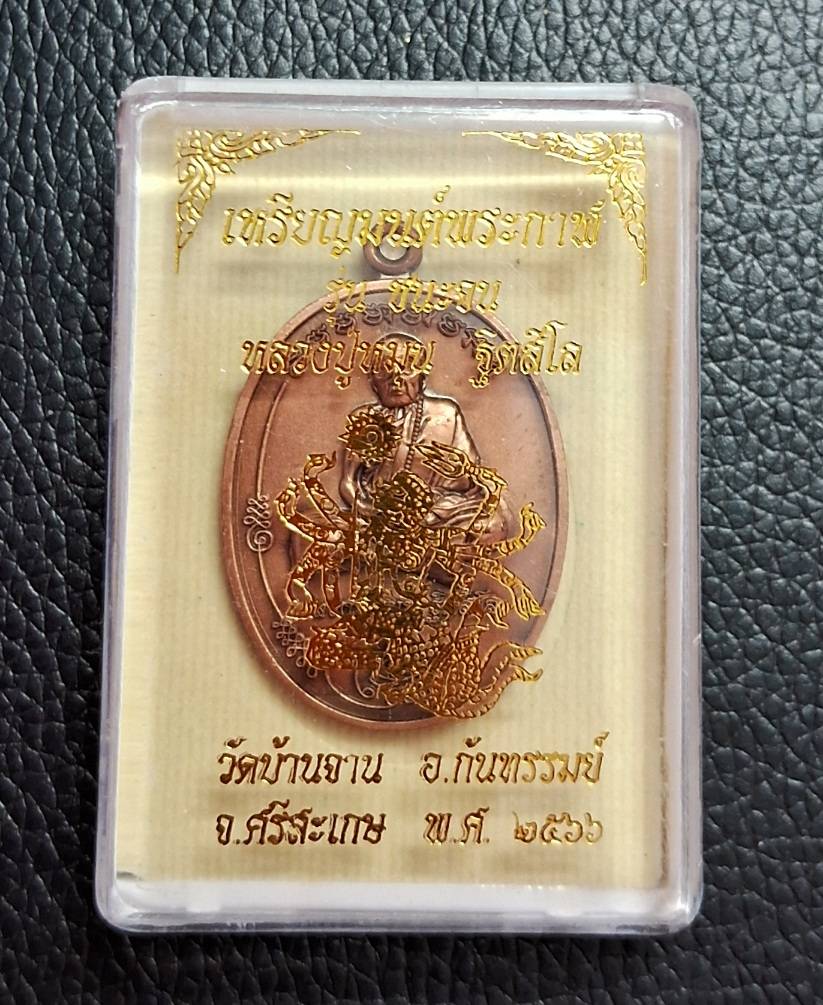 เหรียญมนต์พระกาฬ
รุ่น ชนะจน
หลวงปู่หมุน ฐิตสีโล
วัดบ้านจาน อ.กันทรรมย์
จ.ศรีสะเกษ พ.ศ. ๒๕๖๖